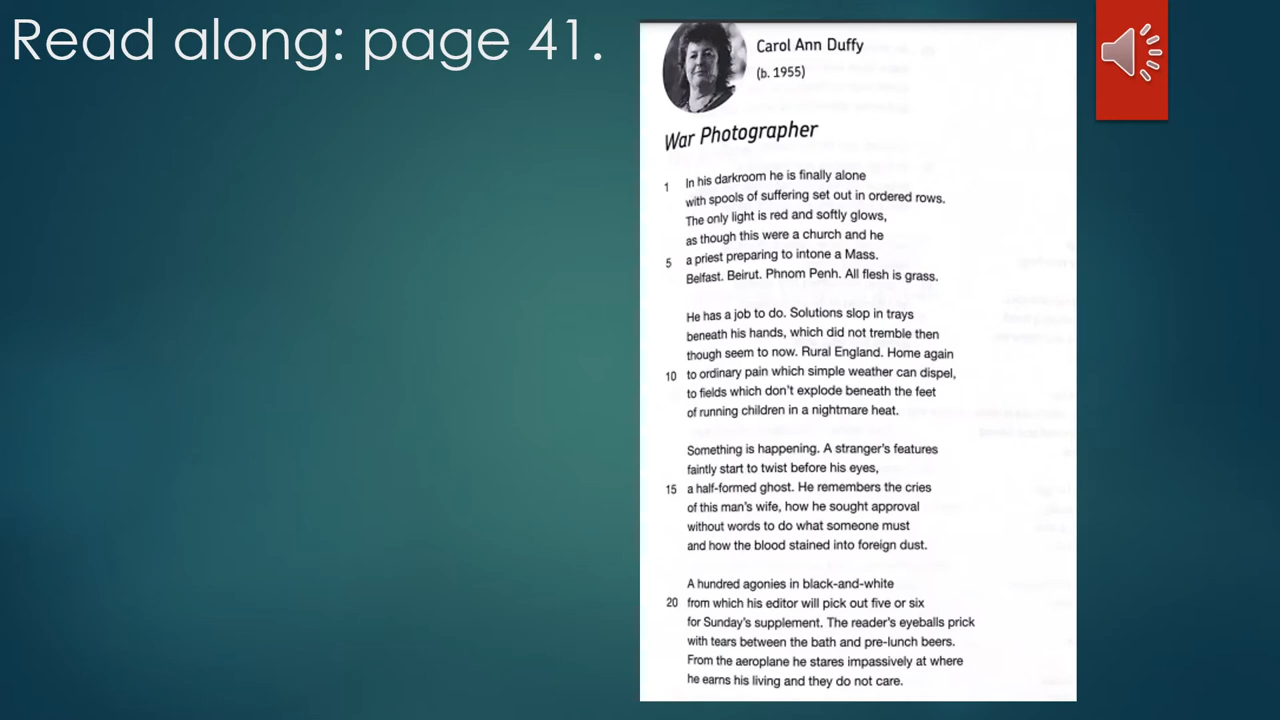 Read along: page 41.
Carol Ann Duffy
(b. 1955)
War Photographer
1 In his darkroom he is finally alone
with spools of suffering set out in ordered rows.
The only light is red and softly glows,
as though this were a church and he
5 a priest preparing to intone a Mass.
Belfast. Beirut. Phnom Penh. All flesh is grass.
He has a job to do. Solutions slop in trays
beneath his hands, which did not tremble then
though seem to now. Rural England. Home again
10 to ordinary pain which simple weather can dispel,
to fields which don't explode beneath the feet
of running children in a nightmare heat.
Something is happening. A stranger's features
faintly start to twist before his eyes,
15 a half-formed ghost. He remembers the cries
of this man's wife, how he sought approval
without words to do what someone must
and how the blood stained into foreign dust.
A hundred agonies in black-and-white
20 from which his editor will pick out five or six
for Sunday's supplement. The reader's eyeballs prick
with tears between the bath and pre-lunch beers.
From the aeroplane he stares impassively at where
he earns his living and they do not care.